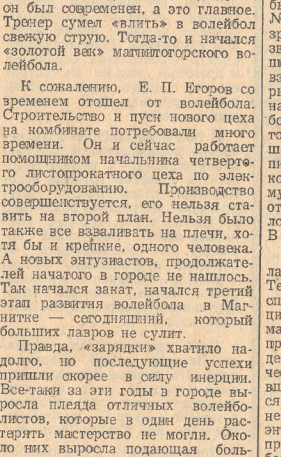 он был современен, а это главное.
Тренер сумел «влить» в волейбол
свежую струю. Тогда-то и начался
«золотой век» магнитогорского во-
лейбола.
К сожалению, Е. П. Егоров со
временем отошел от волейбола.
Строительство и пуск нового цеха
на комбинате потребовали много
времени. Он и сейчас работает
помощником начальника четверто-
го листопрокатного цеха по элек-
трооборудованию. Производство
совершенствуется, его нельзя ста-
вить на второй план. Нельзя было
также все взваливать на плечи, хо-
тя бы и крепкие, одного человека.
А новых энтузиастов, продолжате-
лей начатого в городе не нашлось.
Так начался закат, начался третий
этап развития волейбола в Маг-
нитке — сегодняшний, который
больших лавров не сулит.
Правда, «зарядки» хватило на-
долго, но последующие успехи
пришли скорее в силу инерции.
Все-таки за эти годы в городе вы-
росла плеяда отличных волейбо-
листов, которые в один день рас-
терять мастерство не могли. Око-
ло них выросла подающая боль-